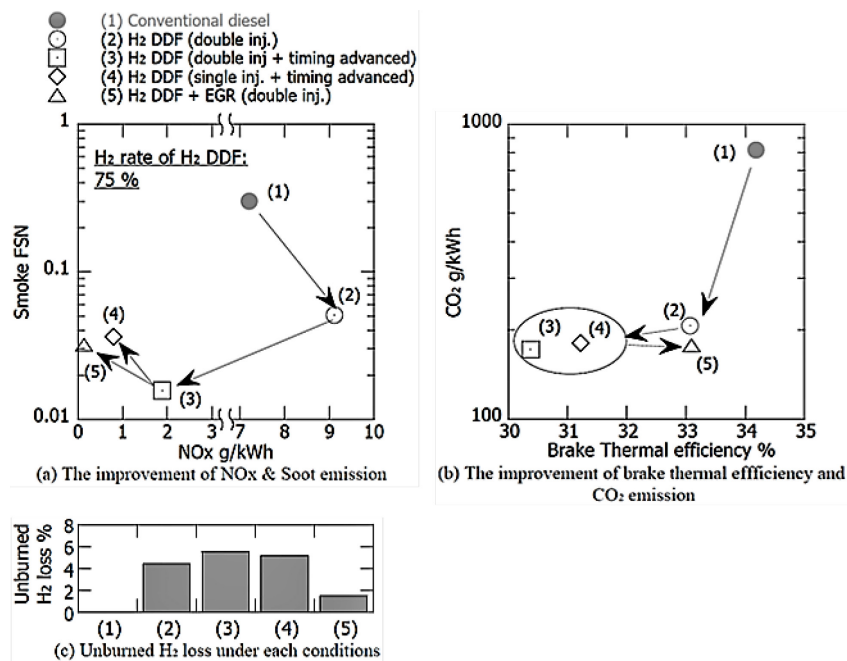 (1) Conventional diesel
(2) H₂ DDF (double inj.)
(3) H₂ DDF (double inj + timing advanced)
(4) H₂ DDF (single inj. + timing advanced)
(5) H₂ DDF + EGR (double inj.)
1
H₂ rate of H₂ DDF:
75 %
(1)
0.1
Smoke FSN
(2)
(4)
(5)
(3)
0.01
0 1 2 3 7 8 9 10
NOx g/kWh
(a) The improvement of NOx & Soot emission
1000
(1)
CO₂ g/kWh
(2)
(3) (4)
(5)
100
30 31 32 33 34 35
Brake Thermal efficiency %
(b) The improvement of brake thermal effficiency and
CO₂ emission
Unburned
H₂ loss %
8
6
4
2
0
(1) (2) (3) (4) (5)
(c) Unburned H₂ loss under each conditions